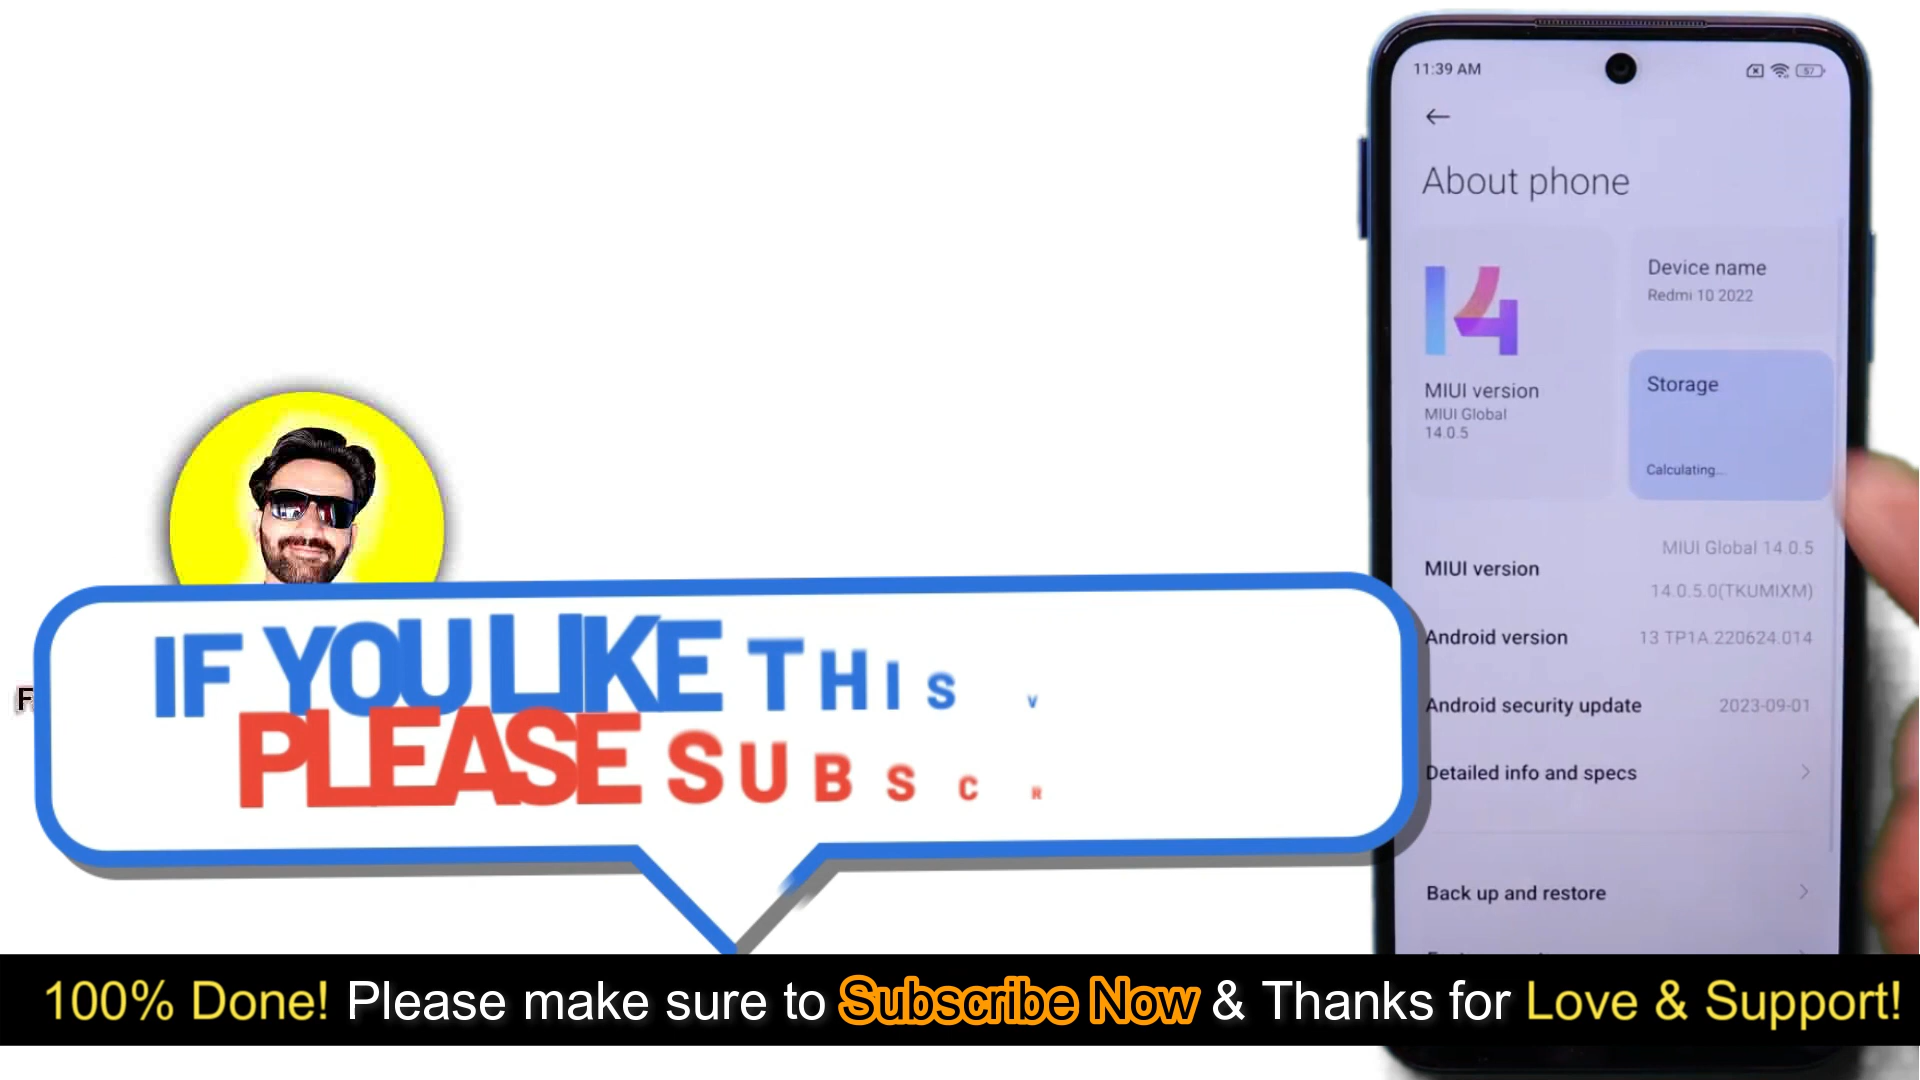 11:39 AM
57
About phone
Device name
Redmi 10 2022
14
MIUI version
MIUI Global
14.0.5
Storage
Calculating...
MIUI Global 14.0.5
MIUI version
14.0.5.0(TKUMIXM)
Android version
13 TP1A.220624.014
Android security update
2023-09-01
Detailed info and specs
Back up and restore
F
IF YOU LIKE THIS V
PLEASE SUBSCR
100% Done! Please make sure to Subscribe Now & Thanks for Love & Support!